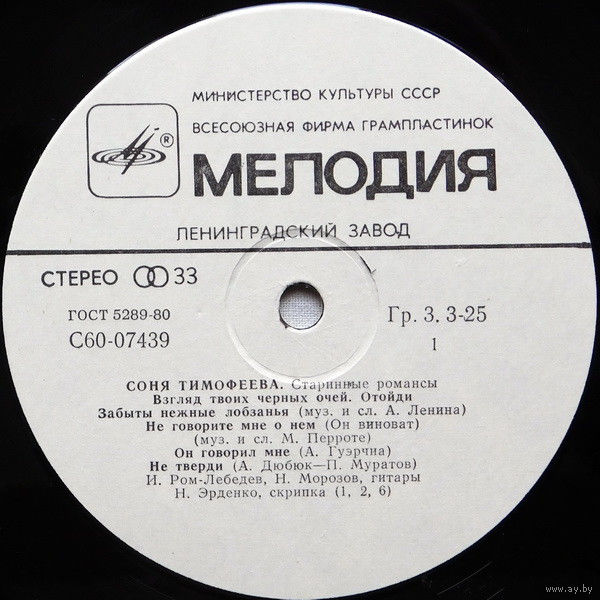 МИНИСТЕРСТВО КУЛЬТУРЫ СССР
ВСЕСОЮЗНАЯ ФИРМА ГРАМПЛАСТИНОК
®
МЕЛОДИЯ
ЛЕНИНГРАДСКИЙ ЗАВОД
СТЕРЕО 33
ГОСТ 5289-80
Гр. 3. 3-25
С60-07439
1
СОНЯ ТИМОФЕЕВА. Старинные романсы
Взгляд твоих черных очей. Отойди
Забыты нежные лобзанья (муз. и сл. А. Ленина)
Не говорите мне о нем (Он виноват)
(муз. и сл. М. Перроте)
Он говорил мне (А. Гуэрчиа)
Не тверди (А. Дюбюк—П. Муратов)
И. Ром-Лебедев, Н. Морозов, гитары
Н. Эрденко, скрипка (1, 2, 6)
www.ay.by